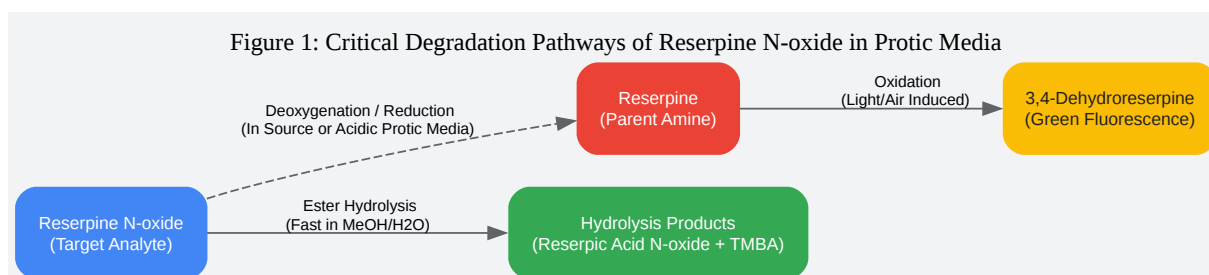 Figure 1: Critical Degradation Pathways of Reserpine N-oxide in Protic Media
Deoxygenation / Reduction
(In Source or Acidic Protic Media)
Reserpine
(Parent Amine)
Oxidation
(Light/Air Induced)
3,4-Dehydroreserpine
(Green Fluorescence)
Reserpine N-oxide
(Target Analyte)
Ester Hydrolysis
(Fast in MeOH/H2O)
Hydrolysis Products
(Reserpic Acid N-oxide + TMBA)